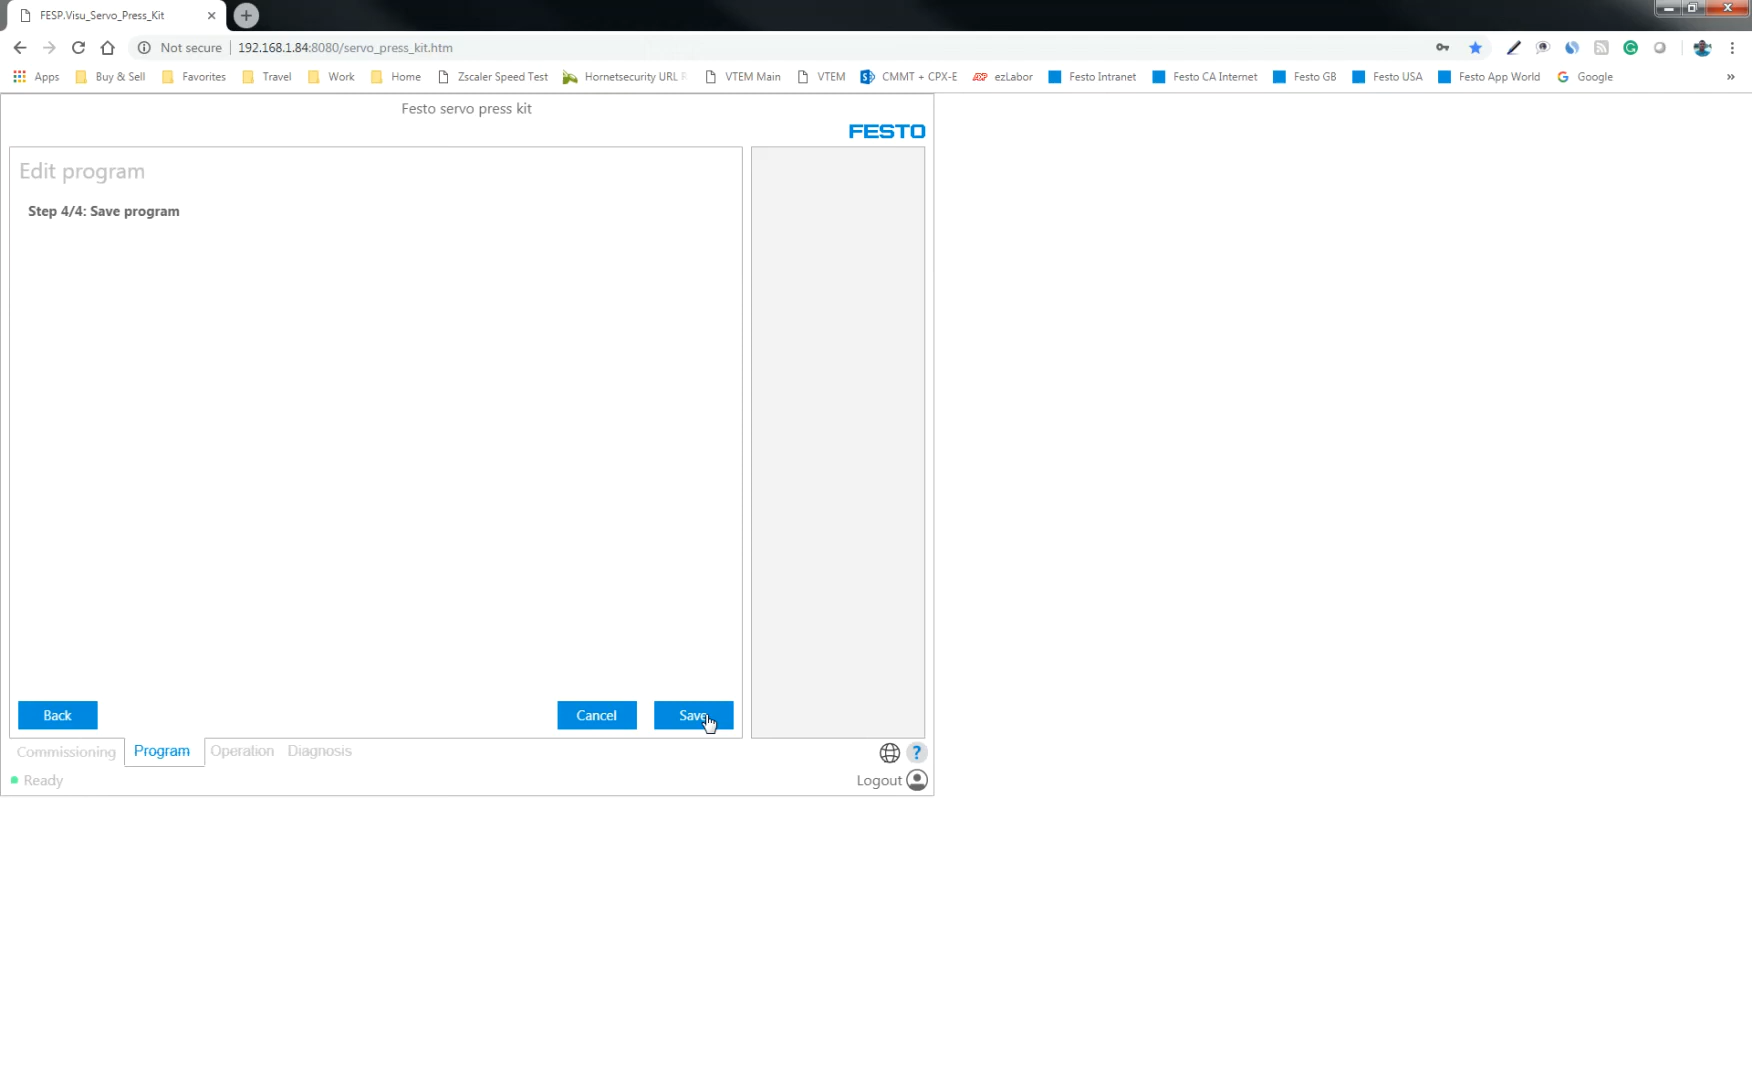 FESP.Visu_Servo_Press_Kit
Not secure 192.168.1.84:8080/servo_press_kit.htm
Apps Buy & Sell Favorites Travel Work Home Zscaler Speed Test Hornetsecurity URL VTEM Main VTEM CMMT + CPX-E ezLabor Festo Intranet Festo CA Internet Festo GB Festo USA Festo App World Google
Festo servo press kit
FESTO
Edit program
Step 4/4: Save program
Back Cancel Save
Commissioning Program Operation Diagnosis
Ready
Logout